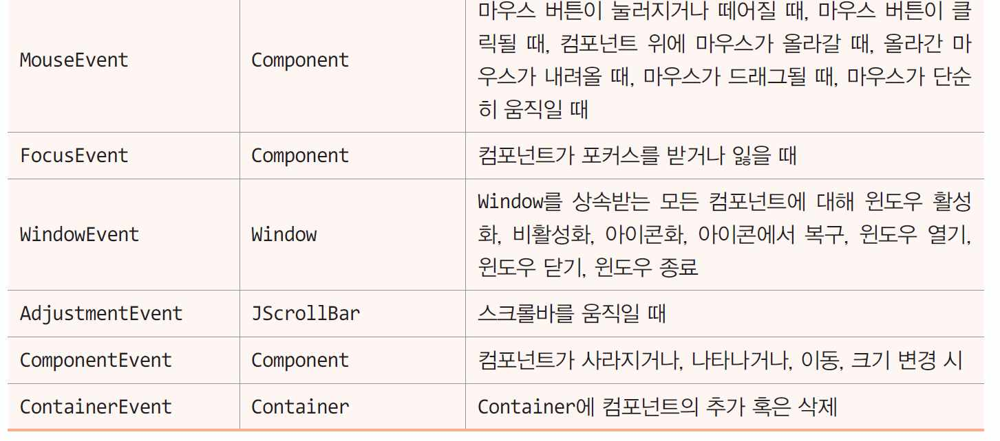 마우스 버튼이 눌러지거나 떼어질 때, 마우스 버튼이 클
릭될 때, 컴포넌트 위에 마우스가 올라갈 때, 올라간 마
MouseEvent Component
우스가 내려올 때, 마우스가 드래그될 때, 마우스가 단순
히 움직일 때
FocusEvent Component 컴포넌트가 포커스를 받거나 잃을 때
Window를 상속받는 모든 컴포넌트에 대해 윈도우 활성
WindowEvent Window 화, 비활성화, 아이콘화, 아이콘에서 복구, 윈도우 열기,
윈도우 닫기, 윈도우 종료
AdjustmentEvent JScrollBar 스크롤바를 움직일 때
ComponentEvent Component 컴포넌트가 사라지거나, 나타나거나, 이동, 크기 변경 시
ContainerEvent Container Container에 컴포넌트의 추가 혹은 삭제